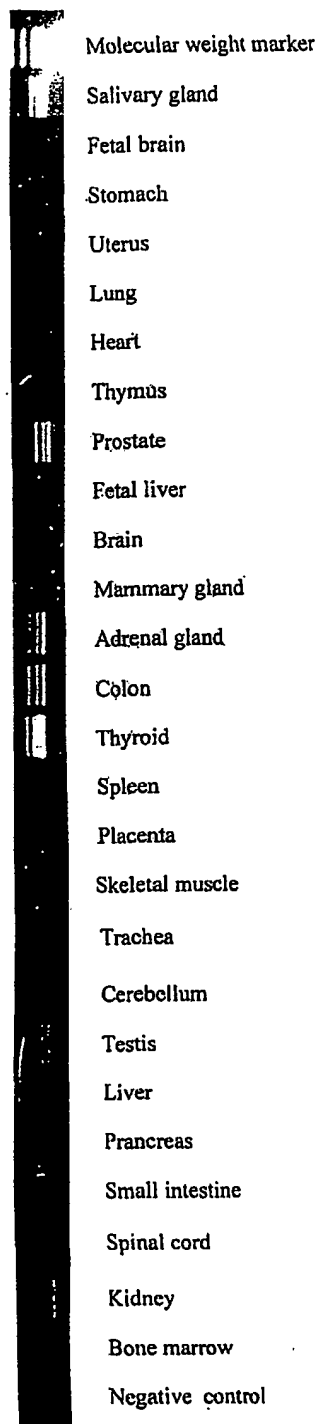 Molecular weight marker
Salivary gland
Fetal brain
Stomach
Uterus
Lung
Heart
Thymus
Prostate
Fetal liver
Brain
Mammary gland
Adrenal gland
Colon
Thyroid
Spleen
Placenta
Skeletal muscle
Trachea
Cerebellum
Testis
Liver
Prancreas
Small intestine
Spinal cord
Kidney
Bone marrow
Negative control